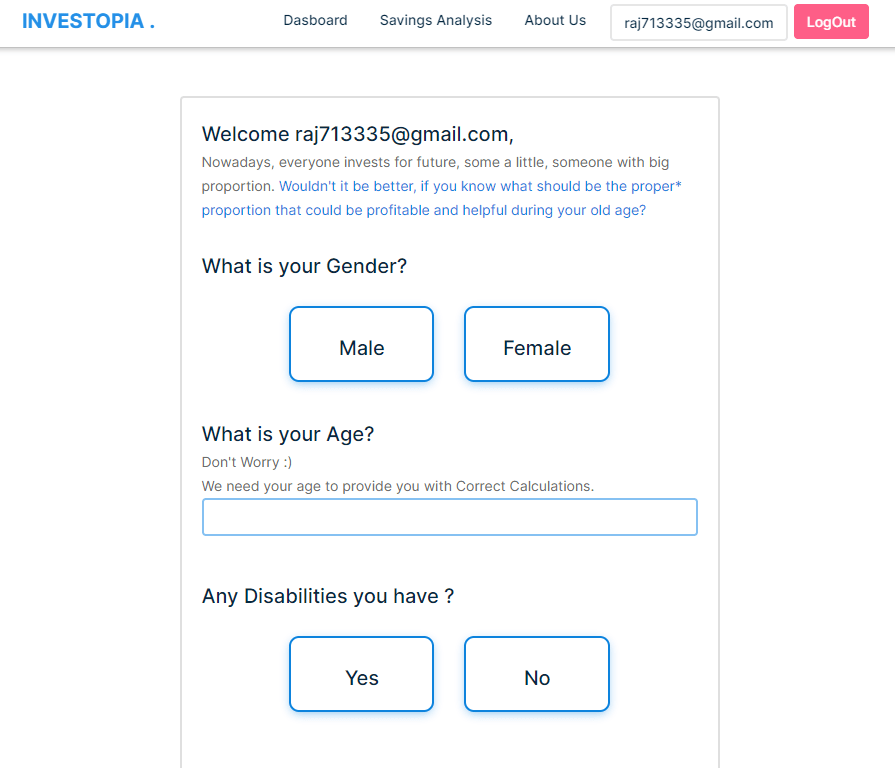 INVESTOPIA .
Dasboard
Savings Analysis
About Us
raj713335@gmail.com
LogOut
Welcome raj713335@gmail.com,
Nowadays, everyone invests for future, some a little, someone with big
proportion. Wouldn't it be better, if you know what should be the proper*
proportion that could be profitable and helpful during your old age?
What is your Gender?
Male
Female
What is your Age?
Don't Worry :)
We need your age to provide you with Correct Calculations.
Any Disabilities you have ?
Yes
No